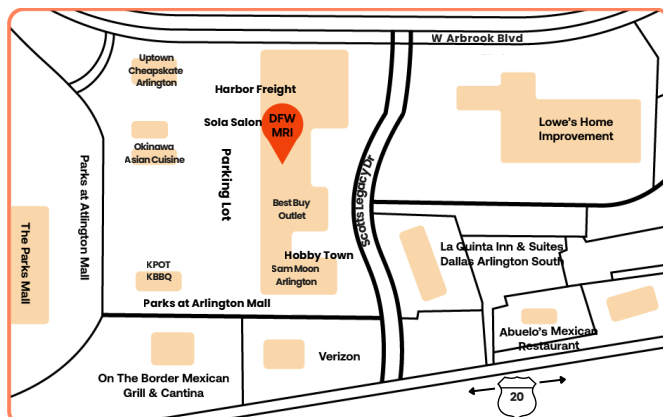 W Arbrook Blvd
Uptown
Cheapskate
Arlington
Harbor Freight
Sola Salon
DFW
MRI
Lowe's Home
Improvement
Okinawa
Asian Cuisine
Parking Lot
Parks at Atlington Mall
Scotts Legacy Dr
Best Buy
Outlet
The Parks Mall
Hobby Town
La Quinta Inn & Suites
Dallas Arlington South
KPOT
KBBQ
Sam Moon
Arlington
Parks at Arlington Mall
Abuelo's Mexican
Restaurant
Verizon
On The Border Mexican
Grill & Cantina
20